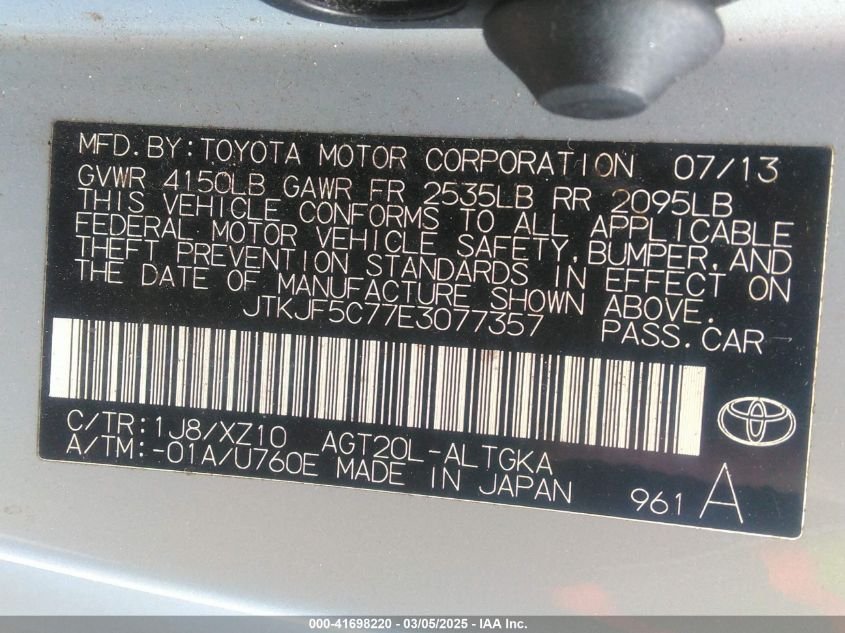 MFD.BY:TOYOTA MOTOR CORPORATION 07/13
GVWR 4150LB GAWR FR 2535LB RR 2095LB
THIS VEHICLE CONFORMS TO ALL APPLICABLE
FEDERAL MOTOR VEHICLE SAFETY,BUMPER,AND
THEFT PREVENTION STANDARDS IN EFFECT ON
THE DATE OF MANUFACTURE SHOWN ABOVE.
JTKJF5C77E3077357 PASS.CAR
C/TR:1J8/XZ10 AGT20L-ALTGKA
A/TM:-01A/U760E MADE IN JAPAN 961 A
000-41698220 — 03/05/2025 — IAA Inc.